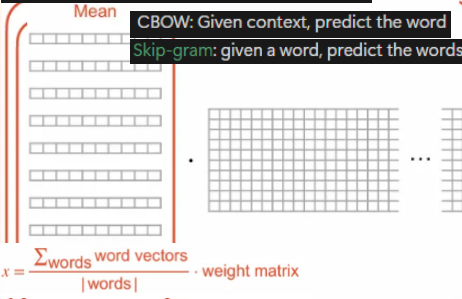 Mean
CBOW: Given context, predict the word
Skip-gram: given a word, predict the words
...
x = ∑words word vectors / |words| · weight matrix